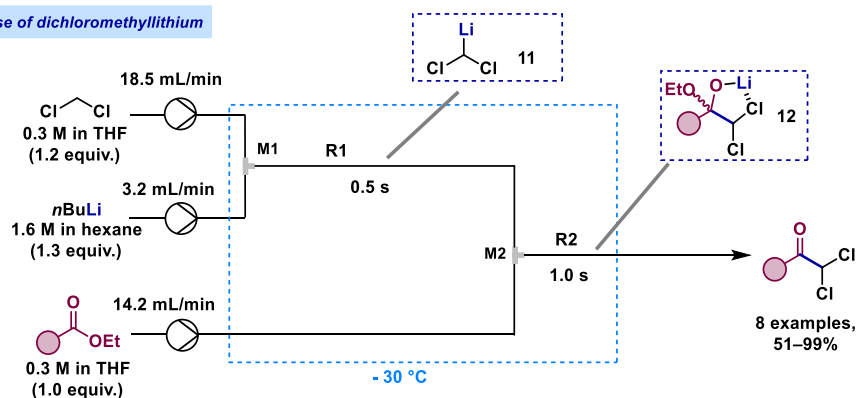 se of dichloromethyllithium
18.5 mL/min
Cl Cl
0.3 M in THF
(1.2 equiv.)
M1
R1
0.5 s
3.2 mL/min
nBuLi
1.6 M in hexane
(1.3 equiv.)
14.2 mL/min
O
OEt
0.3 M in THF
(1.0 equiv.)
- 30 °C
M2
R2
1.0 s
Li
Cl Cl
11
EtO O Li
Cl
Cl
12
O
Cl
Cl
8 examples,
51–99%